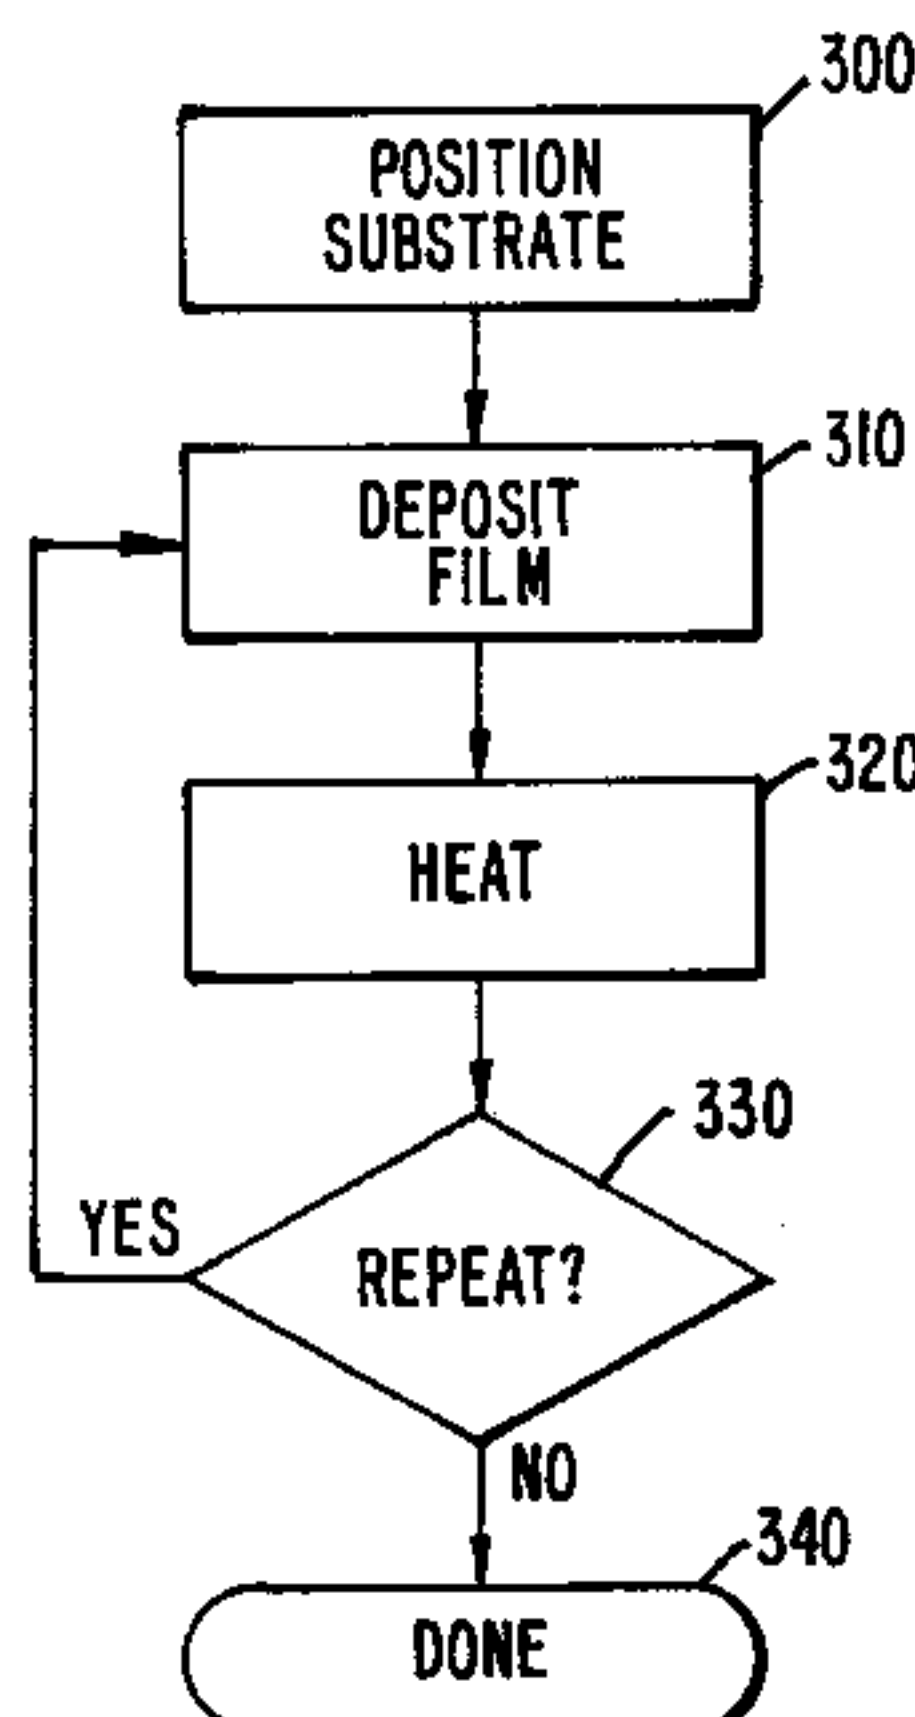 300
POSITION
SUBSTRATE
310
DEPOSIT
FILM
320
HEAT
330
YES
REPEAT?
NO
340
DONE